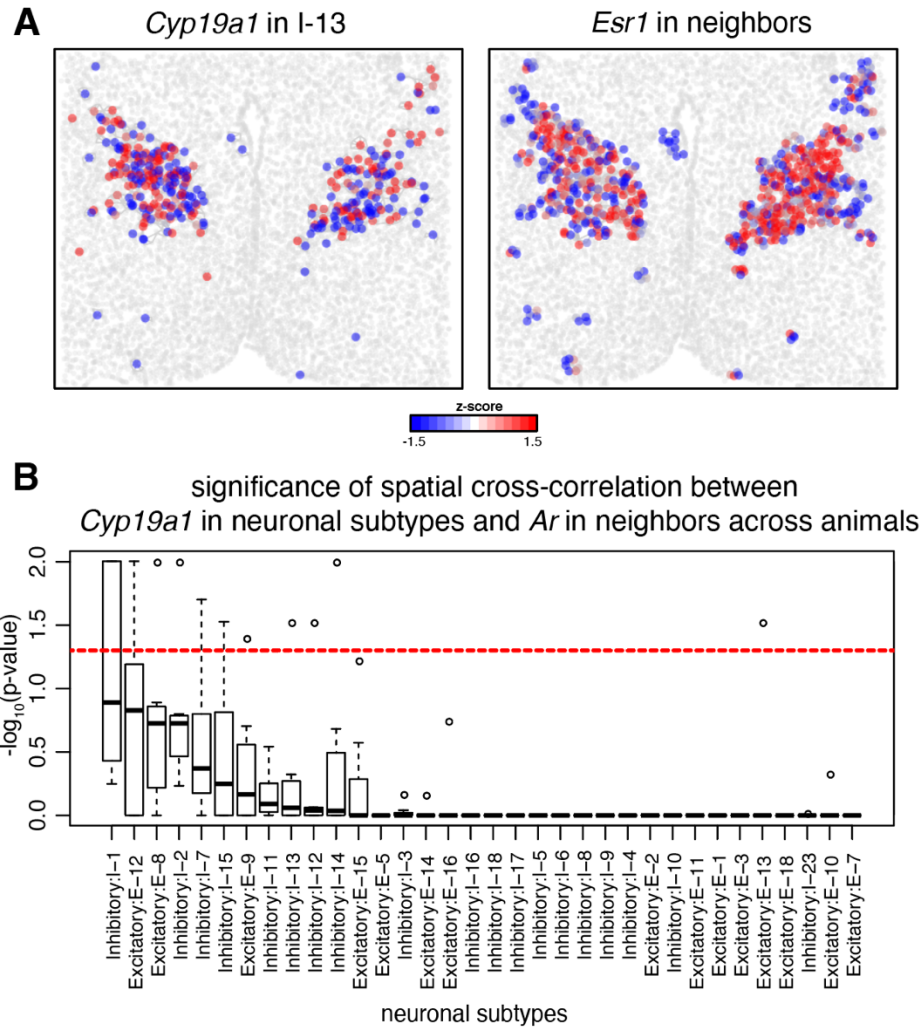 A
Cyp19a1 in I-13
Esr1 in neighbors
z-score
-1.5
1.5
B
significance of spatial cross-correlation between
Cyp19a1 in neuronal subtypes and Ar in neighbors across animals
-log10(p-value)
2.0
1.5
1.0
0.5
0.0
Inhibitory:I-1
Excitatory:E-12
Excitatory:E-8
Inhibitory:I-2
Inhibitory:I-7
Inhibitory:I-15
Excitatory:E-9
Inhibitory:I-11
Inhibitory:I-13
Inhibitory:I-12
Inhibitory:I-14
Excitatory:E-15
Excitatory:E-5
Inhibitory:I-3
Excitatory:E-14
Excitatory:E-16
Inhibitory:I-16
Inhibitory:I-18
Inhibitory:I-17
Inhibitory:I-5
Inhibitory:I-6
Inhibitory:I-8
Inhibitory:I-9
Inhibitory:I-4
Excitatory:E-2
Inhibitory:I-10
Excitatory:E-11
Excitatory:E-1
Excitatory:E-3
Excitatory:E-13
Excitatory:E-18
Inhibitory:I-23
Excitatory:E-10
Excitatory:E-7
neuronal subtypes